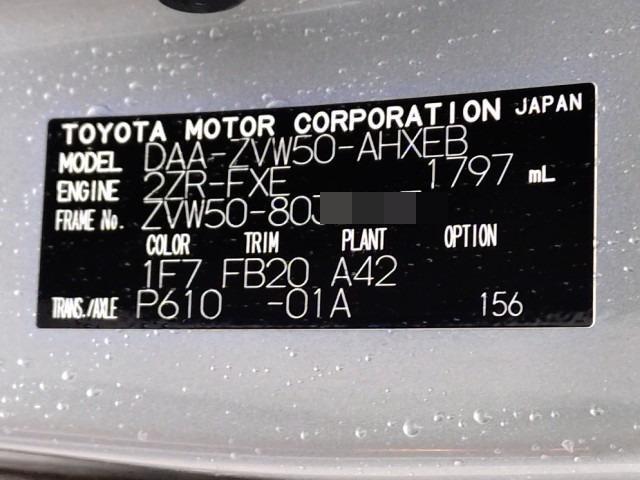 TOYOTA MOTOR CORPORATION JAPAN
MODEL DAA-ZVW50-AHXEB
ENGINE 2ZR-FXE 1797 mL
FRAME No. ZVW50-80
COLOR TRIM PLANT OPTION
1F7 FB20 A42
TRANS./AXLE P610 -01A 156